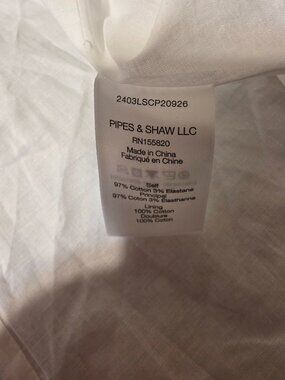 2403LSCP20926
PIPES & SHAW LLC
RN155820
Made in China
Fabriqué en Chine
Self
97% Cotton 3% Elastane
Principal
97% Coton 3% Élasthanne
Lining
100% Cotton
Doublure
100% Coton